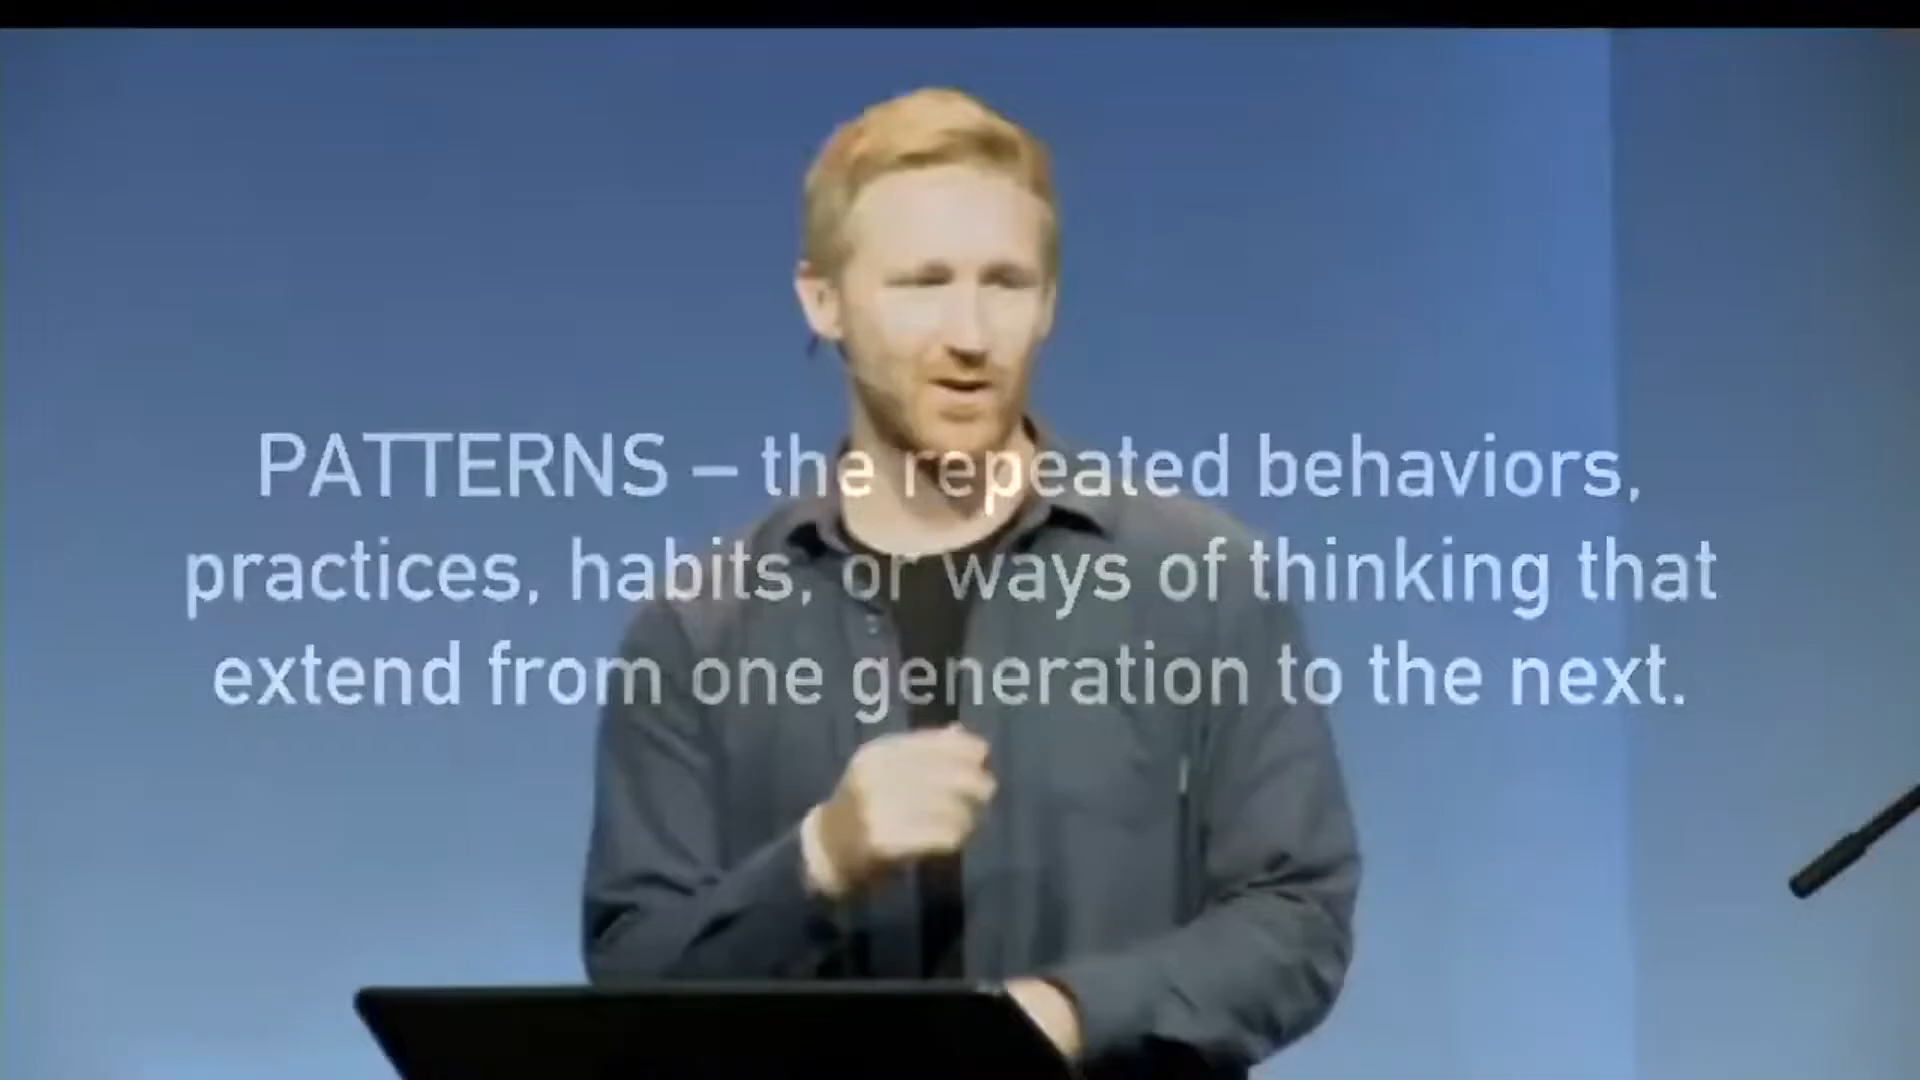 PATTERNS – the repeated behaviors,
practices, habits, or ways of thinking that
extend from one generation to the next.